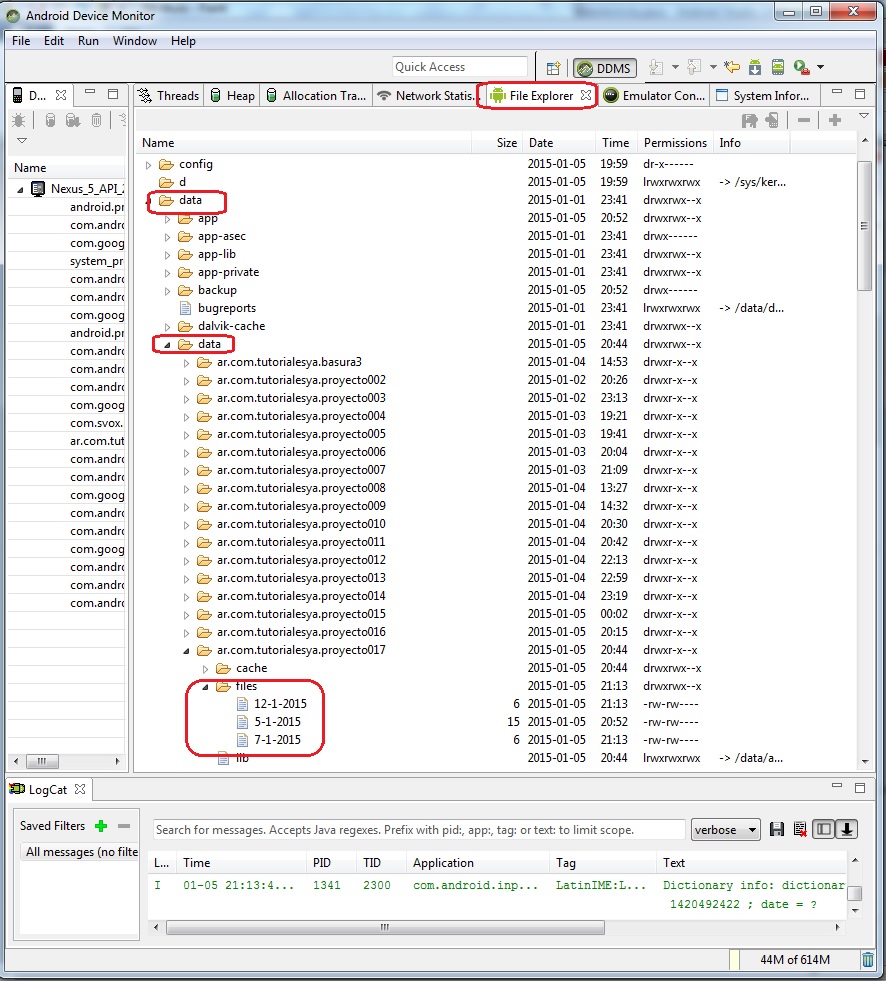 Android Device Monitor
File Edit Run Window Help
Quick Access DDMS
D... Threads Heap Allocation Tra... Network Statis... File Explorer Emulator Con... System Infor...
Name
Nexus_5_API_
android.pr
com.andro
com.goog
system_pro
com.andro
com.andro
com.goog
android.pr
com.andro
com.andro
com.andro
com.goog
com.svox.
ar.com.tut
com.andro
com.andro
com.goog
com.andro
com.andro
com.goog
com.andro
com.andro
com.andro
Name Size Date Time Permissions Info
config 2015-01-05 19:59 dr-x------
d 2015-01-05 19:59 lrwxrwxrwx -> /sys/ker...
data 2015-01-01 23:41 drwxrwx--x
app 2015-01-05 20:52 drwxrwx--x
app-asec 2015-01-01 23:41 drwx------
app-lib 2015-01-01 23:41 drwxrwx--x
app-private 2015-01-01 23:41 drwxrwx--x
backup 2015-01-05 20:52 drwx------
bugreports 2015-01-01 23:41 lrwxrwxrwx -> /data/d...
dalvik-cache 2015-01-01 23:41 drwxrwx--x
data 2015-01-05 20:44 drwxrwx--x
ar.com.tutorialesya.basura3 2015-01-04 14:53 drwxr-x--x
ar.com.tutorialesya.proyecto002 2015-01-02 20:26 drwxr-x--x
ar.com.tutorialesya.proyecto003 2015-01-02 23:13 drwxr-x--x
ar.com.tutorialesya.proyecto004 2015-01-03 19:21 drwxr-x--x
ar.com.tutorialesya.proyecto005 2015-01-03 19:41 drwxr-x--x
ar.com.tutorialesya.proyecto006 2015-01-03 20:04 drwxr-x--x
ar.com.tutorialesya.proyecto007 2015-01-03 21:09 drwxr-x--x
ar.com.tutorialesya.proyecto008 2015-01-04 13:27 drwxr-x--x
ar.com.tutorialesya.proyecto009 2015-01-04 14:32 drwxr-x--x
ar.com.tutorialesya.proyecto010 2015-01-04 20:30 drwxr-x--x
ar.com.tutorialesya.proyecto011 2015-01-04 20:42 drwxr-x--x
ar.com.tutorialesya.proyecto012 2015-01-04 22:13 drwxr-x--x
ar.com.tutorialesya.proyecto013 2015-01-04 22:59 drwxr-x--x
ar.com.tutorialesya.proyecto014 2015-01-04 23:19 drwxr-x--x
ar.com.tutorialesya.proyecto015 2015-01-05 00:02 drwxr-x--x
ar.com.tutorialesya.proyecto016 2015-01-05 20:15 drwxr-x--x
ar.com.tutorialesya.proyecto017 2015-01-05 20:44 drwxr-x--x
cache 2015-01-05 20:44 drwxrwx--x
files 2015-01-05 21:13 drwxrwx--x
12-1-2015 6 2015-01-05 21:13 -rw-rw----
5-1-2015 15 2015-01-05 20:52 -rw-rw----
7-1-2015 6 2015-01-05 21:13 -rw-rw----
lib 2015-01-05 20:44 lrwxrwxrwx -> /data/a...
LogCat
Saved Filters
All messages (no filte
Search for messages. Accepts Java regexes. Prefix with pid:, app:, tag: or text: to limit scope. verbose
L... Time PID TID Application Tag Text
I 01-05 21:13:4... 1341 2300 com.android.inp... LatinIME:L... Dictionary info: dictionar
1420492422 ; date = ?
44M of 614M